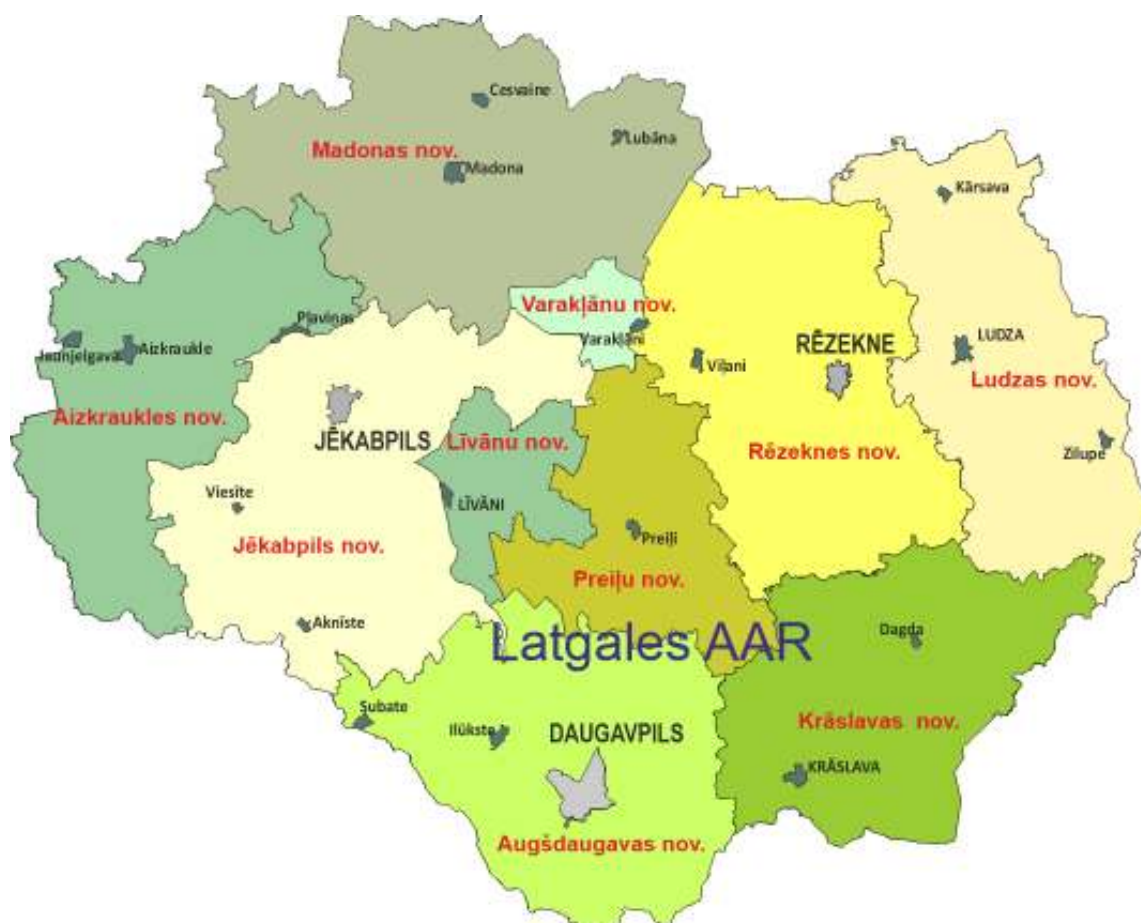 Cesvaine
Lubāna
Madonas nov.
Madona
Kārsava
Varakļānu nov.
Pļaviņas
Varakļāni
Jaunjelgava
Aizkraukle
RĒZEKNE
LUDZA
Viļani
Ludzas nov.
Aizkraukles nov.
JĒKABPILS
Līvānu nov.
Rēzeknes nov.
Zilupe
Viesīte
LĪVĀNI
Preiļi
Jēkabpils nov.
Preiļu nov.
Akniste
Latgales AAR
Dagda
Subate
Ilūkste
DAUGAVPILS
Krāslavas nov.
KRĀSLAVA
Augšdaugavas nov.